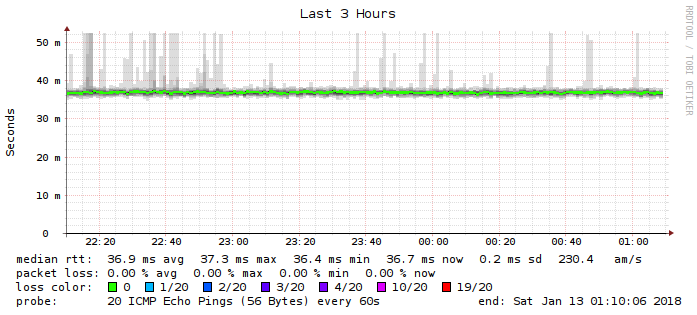 Last 3 Hours
RRDTOOL / TOBI OETIKER
Seconds
50 m
40 m
30 m
20 m
10 m
0
22:20 22:40 23:00 23:20 23:40 00:00 00:20 00:40 01:00
median rtt: 36.9 ms avg 37.3 ms max 36.4 ms min 36.7 ms now 0.2 ms sd 230.4 am/s
packet loss: 0.00 % avg 0.00 % max 0.00 % min 0.00 % now
loss color: 0 1/20 2/20 3/20 4/20 10/20 19/20
probe: 20 ICMP Echo Pings (56 Bytes) every 60s end: Sat Jan 13 01:10:06 2018